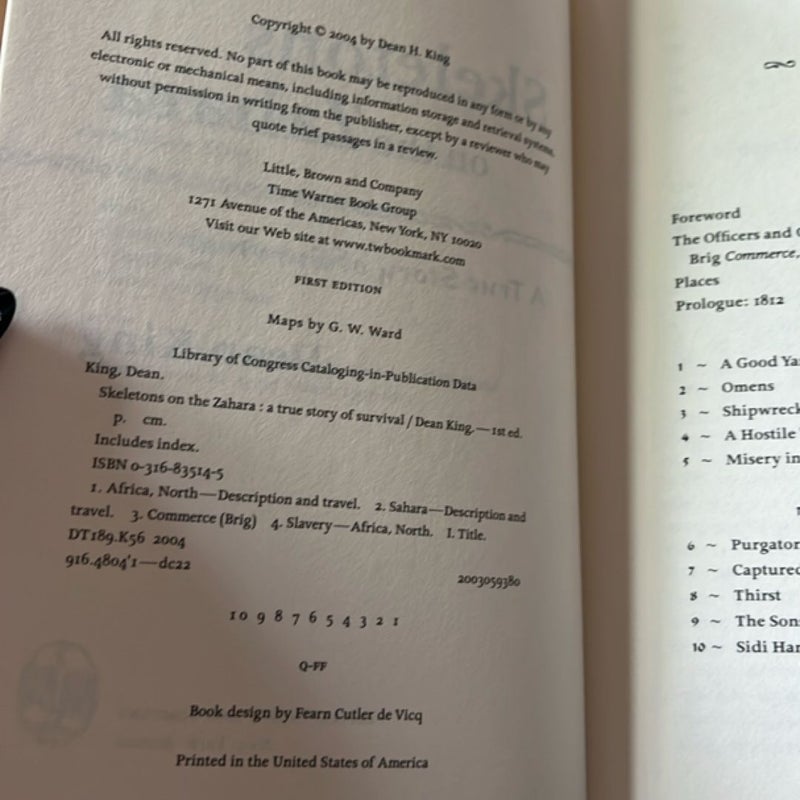 Copyright © 2004 by Dean H. King
All rights reserved. No part of this book may be reproduced in any form or by any
electronic or mechanical means, including information storage and retrieval systems,
without permission in writing from the publisher, except by a reviewer who may
quote brief passages in a review.
Little, Brown and Company
Time Warner Book Group
1271 Avenue of the Americas, New York, NY 10020
Visit our Web site at www.twbookmark.com
FIRST EDITION
Maps by G. W. Ward
Library of Congress Cataloging-in-Publication Data
King, Dean.
Skeletons on the Zahara : a true story of survival / Dean King.—1st ed.
p. cm.
Includes index.
ISBN 0-316-83514-5
1. Africa, North—Description and travel. 2. Sahara—Description and
travel. 3. Commerce (Brig) 4. Slavery—Africa, North. I. Title.
DT189.K56 2004
916.4804'1—dc22
2003059380
10 9 8 7 6 5 4 3 2 1
Q-FF
Book design by Fearn Cutler de Vicq
Printed in the United States of America
Foreword
The Officers and
Brig Commerce,
Places
Prologue: 1812
1 ~ A Good
2 ~ Omens
3 ~ Shipwreck
4 ~ A Hostile
5 ~ Misery in
6 ~ Purgator
7 ~ Captured
8 ~ Thirst
9 ~ The Son
10 ~ Sidi Har